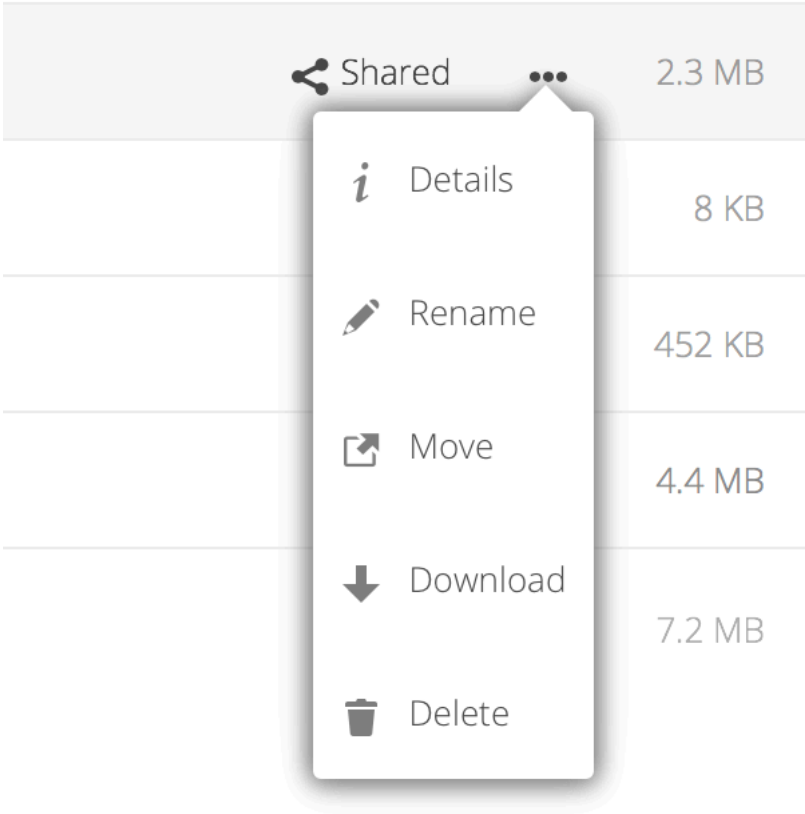 Shared ••• 2.3 MB
Details
8 KB
Rename
452 KB
Move
4.4 MB
Download
7.2 MB
Delete